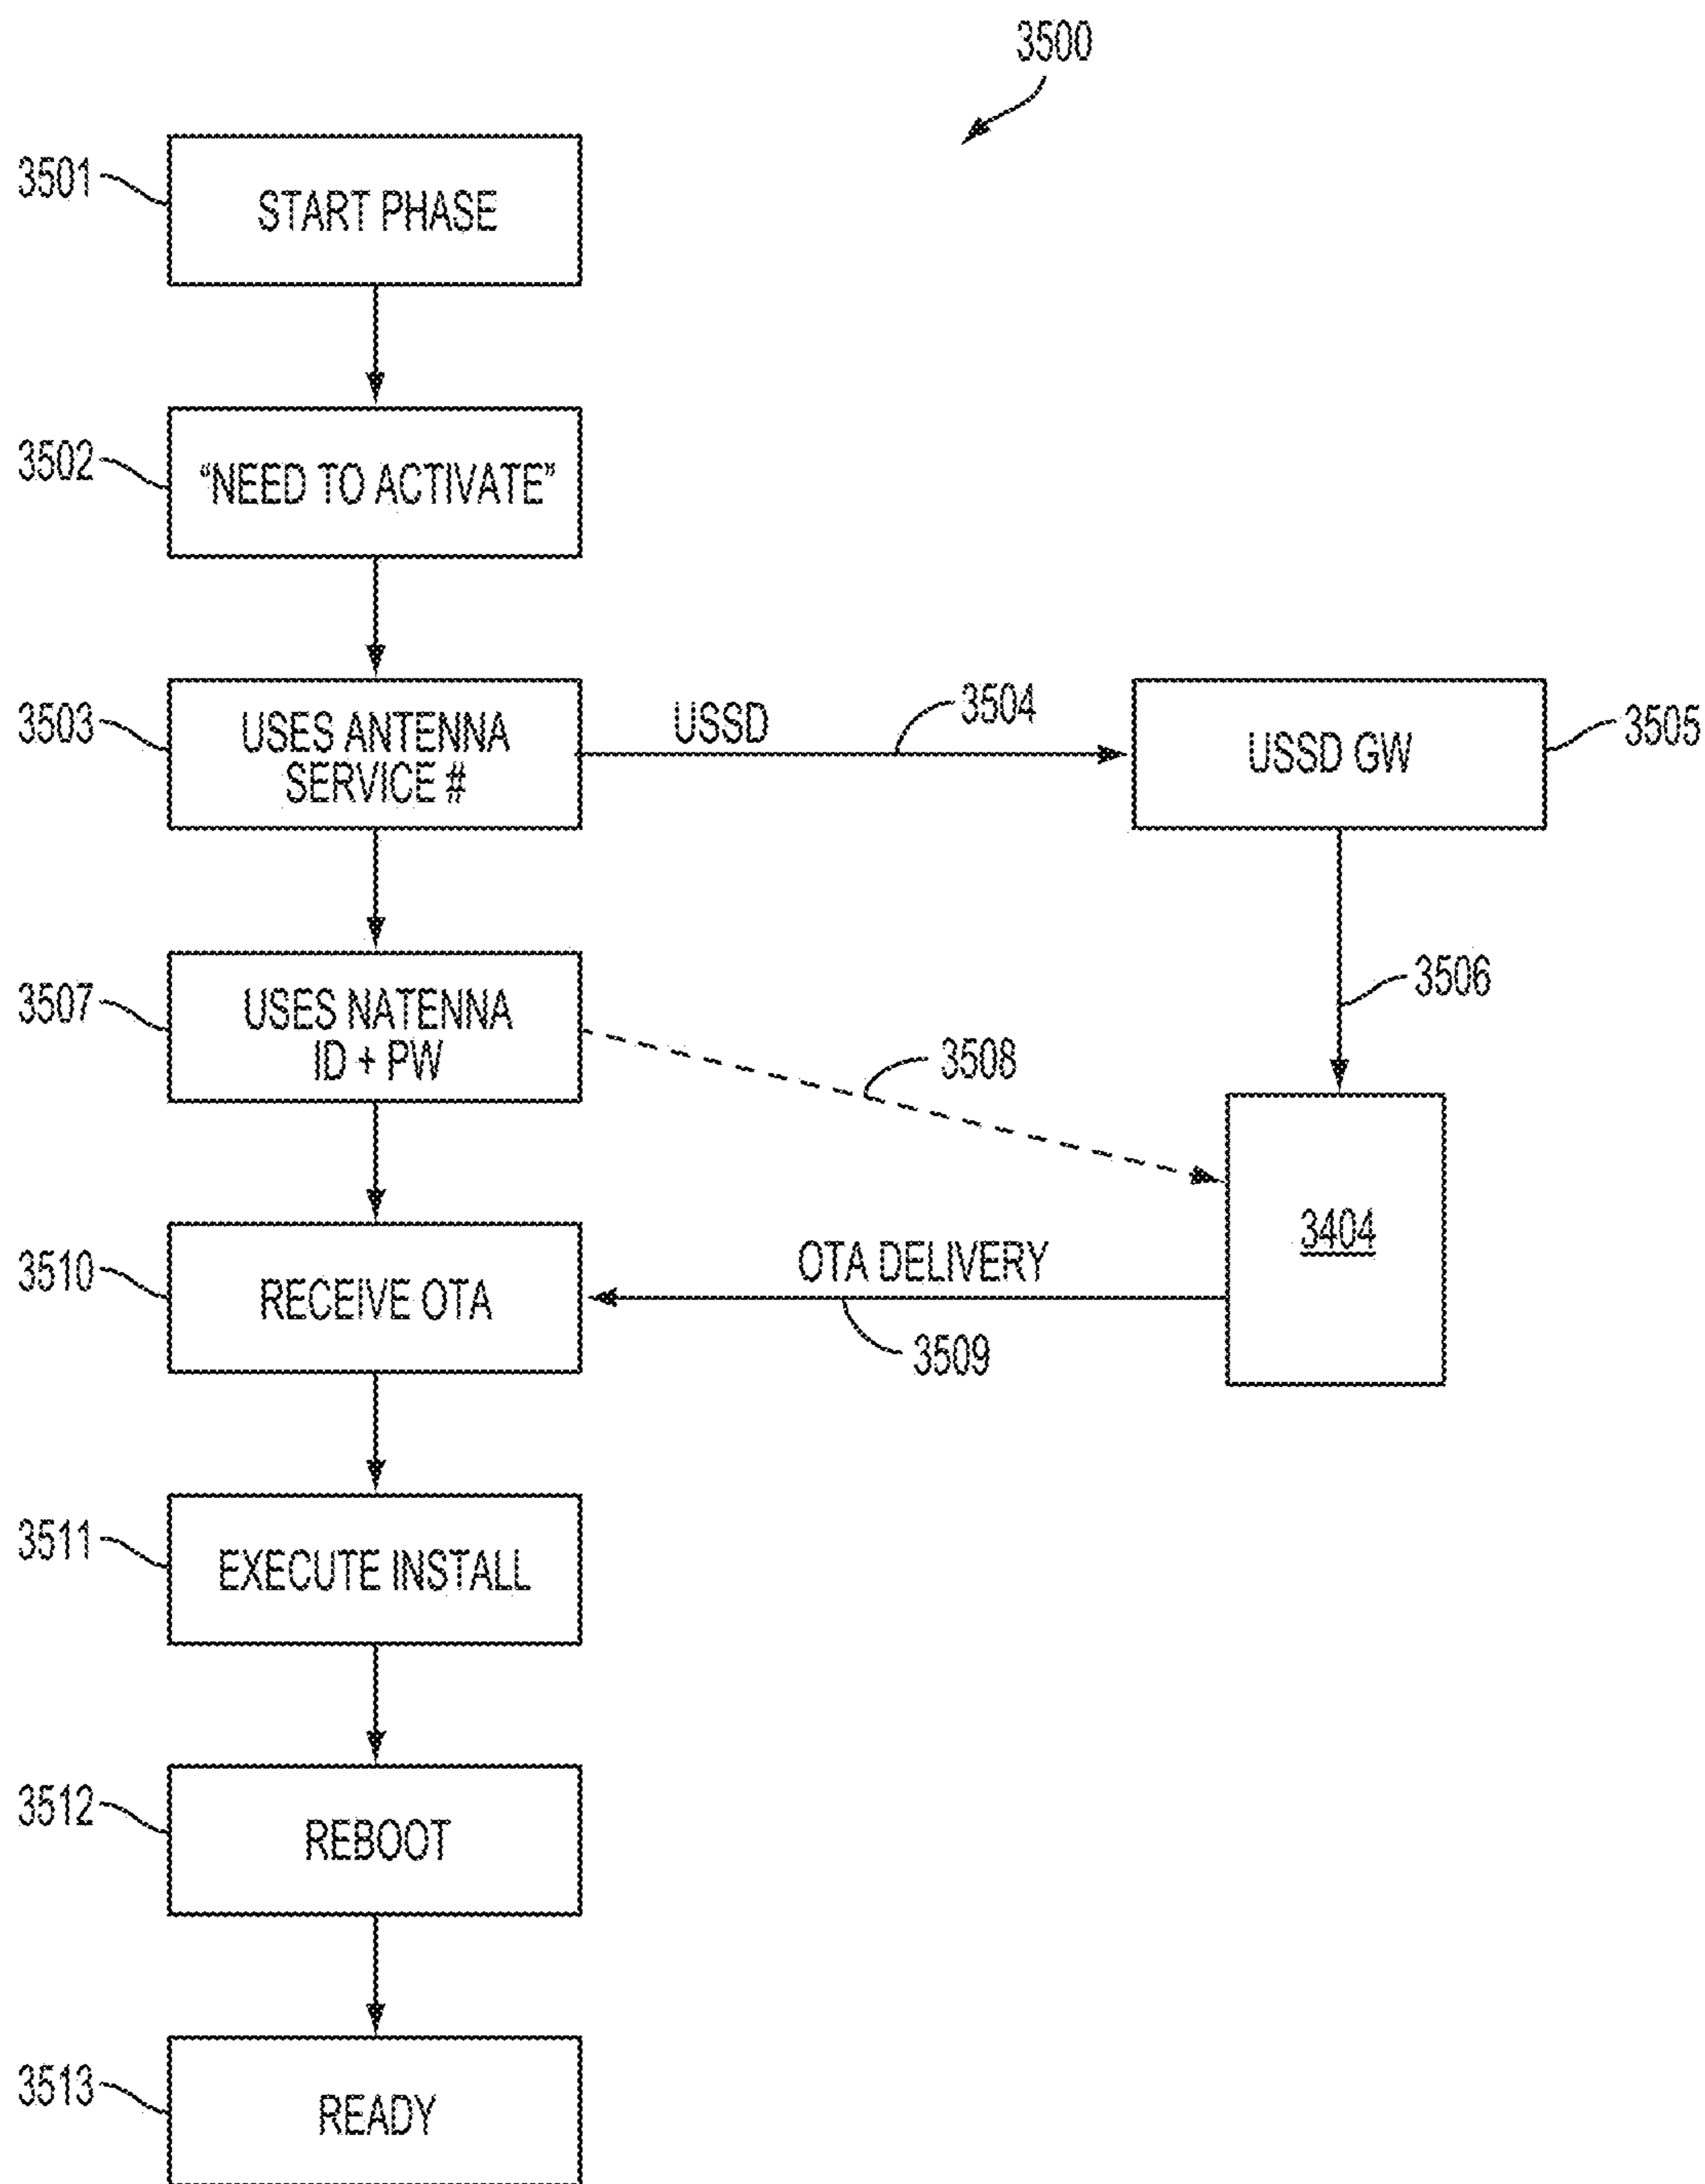 3500
3501
START PHASE
3502
“NEED TO ACTIVATE”
3503
USES ANTENNA
SERVICE #
USSD
3504
USSD GW
3505
3506
3507
USES NATENNA
ID + PW
3508
3404
OTA DELIVERY
3509
3510
RECEIVE OTA
3511
EXECUTE INSTALL
3512
REBOOT
3513
READY